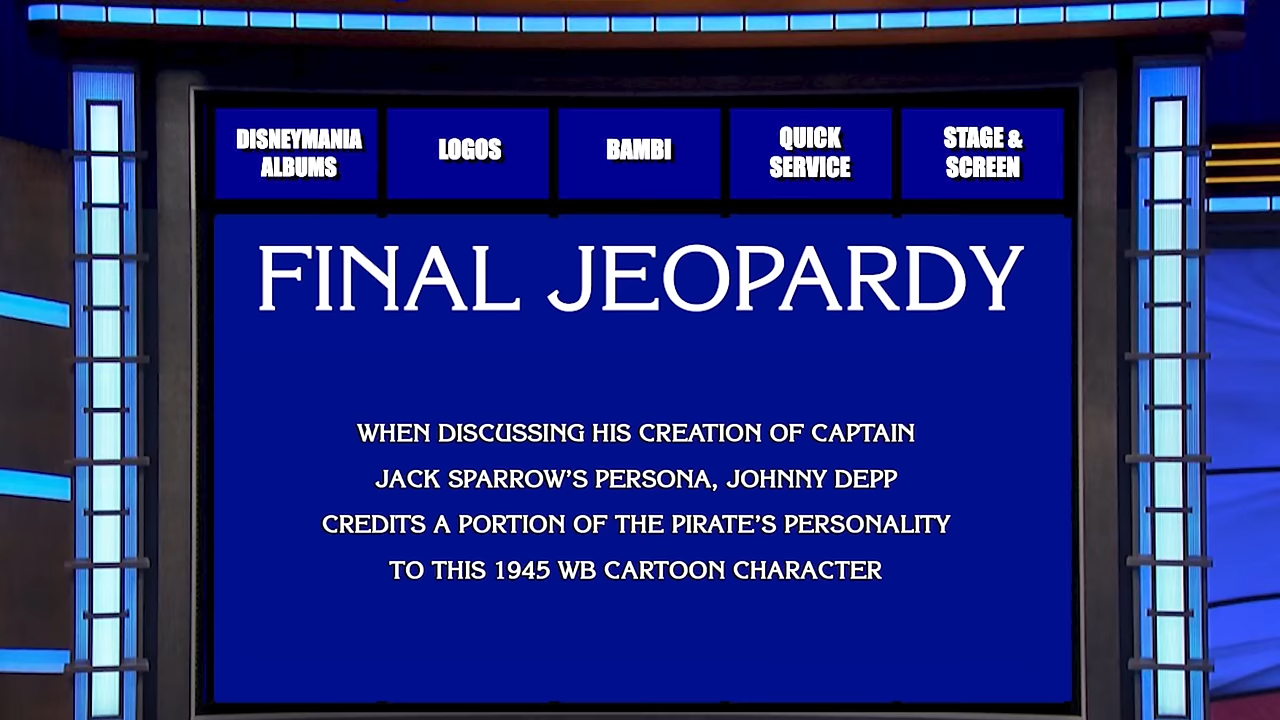 DISNEYMANIA
ALBUMS
LOGOS
BAMBI
QUICK
SERVICE
STAGE &
SCREEN
FINAL JEOPARDY
WHEN DISCUSSING HIS CREATION OF CAPTAIN
JACK SPARROW'S PERSONA, JOHNNY DEPP
CREDITS A PORTION OF THE PIRATE'S PERSONALITY
TO THIS 1945 WB CARTOON CHARACTER